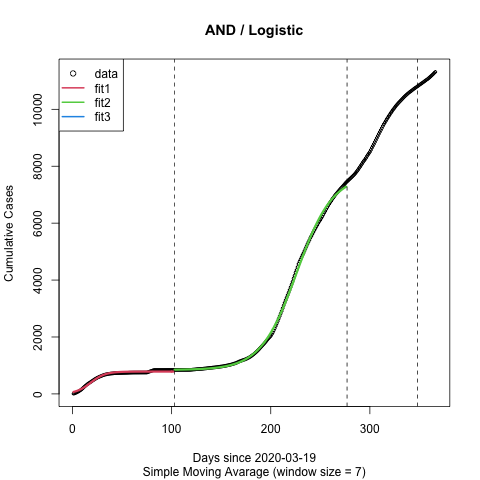 AND / Logistic
data
fit1
fit2
fit3
Cumulative Cases
0
2000
4000
6000
8000
10000
0
100
200
300
Days since 2020-03-19
Simple Moving Avarage (window size = 7)